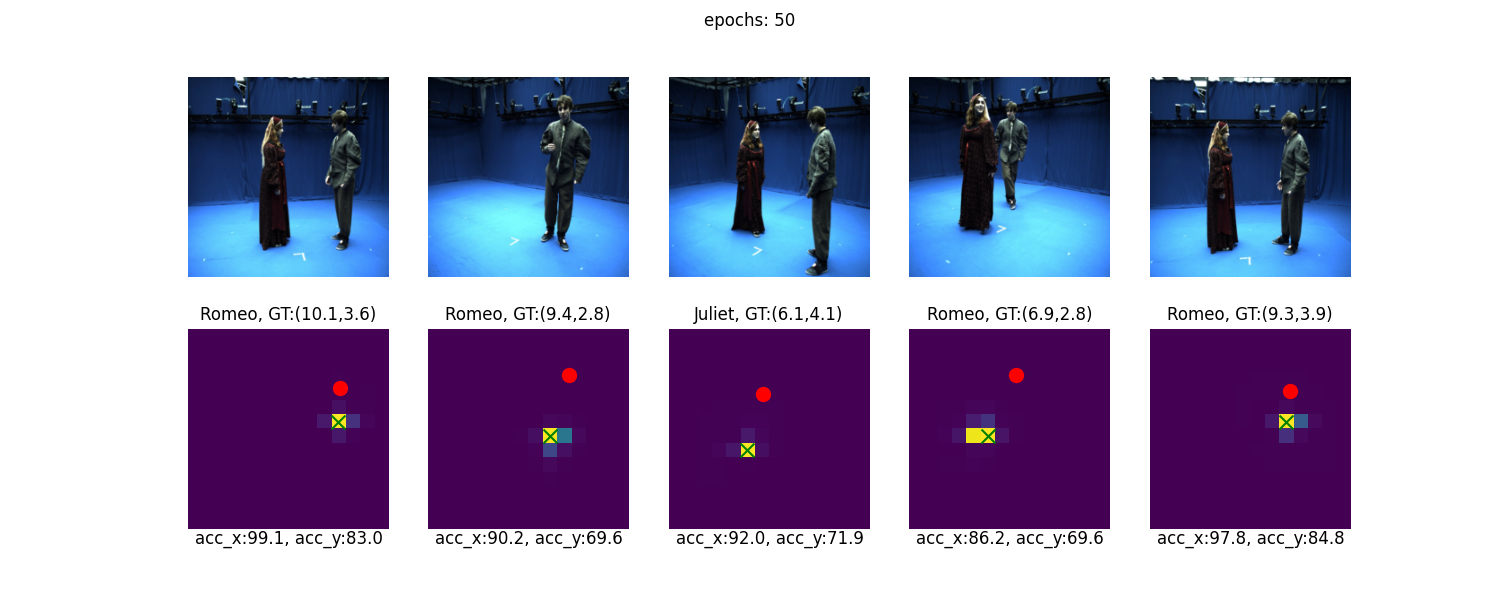 epochs: 50
Romeo, GT:(10.1,3.6)
Romeo, GT:(9.4,2.8)
Juliet, GT:(6.1,4.1)
Romeo, GT:(6.9,2.8)
Romeo, GT:(9.3,3.9)
acc_x:99.1, acc_y:83.0
acc_x:90.2, acc_y:69.6
acc_x:92.0, acc_y:71.9
acc_x:86.2, acc_y:69.6
acc_x:97.8, acc_y:84.8